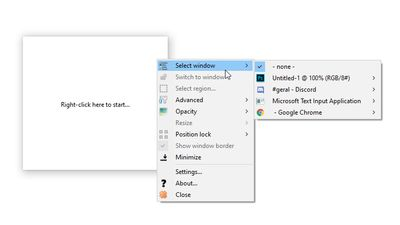 Right-click here to start...
Select window
Switch to window
Select region...
Advanced
Opacity
Resize
Position lock
Show window border
Minimize
Settings...
About...
Close
- none -
Untitled-1 @ 100% (RGB/8#)
#geral - Discord
Microsoft Text Input Application
- Google Chrome